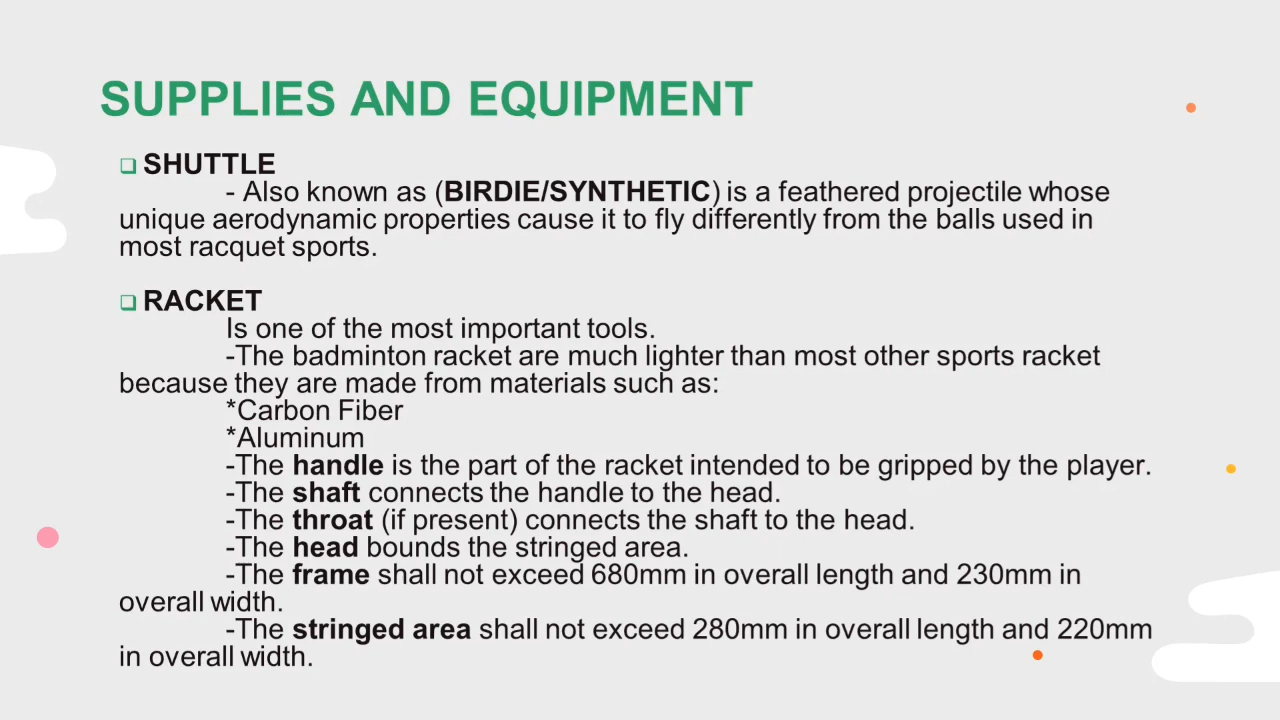 SUPPLIES AND EQUIPMENT
❑ SHUTTLE
- Also known as (BIRDIE/SYNTHETIC) is a feathered projectile whose
unique aerodynamic properties cause it to fly differently from the balls used in
most racquet sports.
❑ RACKET
Is one of the most important tools.
-The badminton racket are much lighter than most other sports racket
because they are made from materials such as:
*Carbon Fiber
*Aluminum
-The handle is the part of the racket intended to be gripped by the player.
-The shaft connects the handle to the head.
-The throat (if present) connects the shaft to the head.
-The head bounds the stringed area.
-The frame shall not exceed 680mm in overall length and 230mm in
overall width.
-The stringed area shall not exceed 280mm in overall length and 220mm
in overall width.